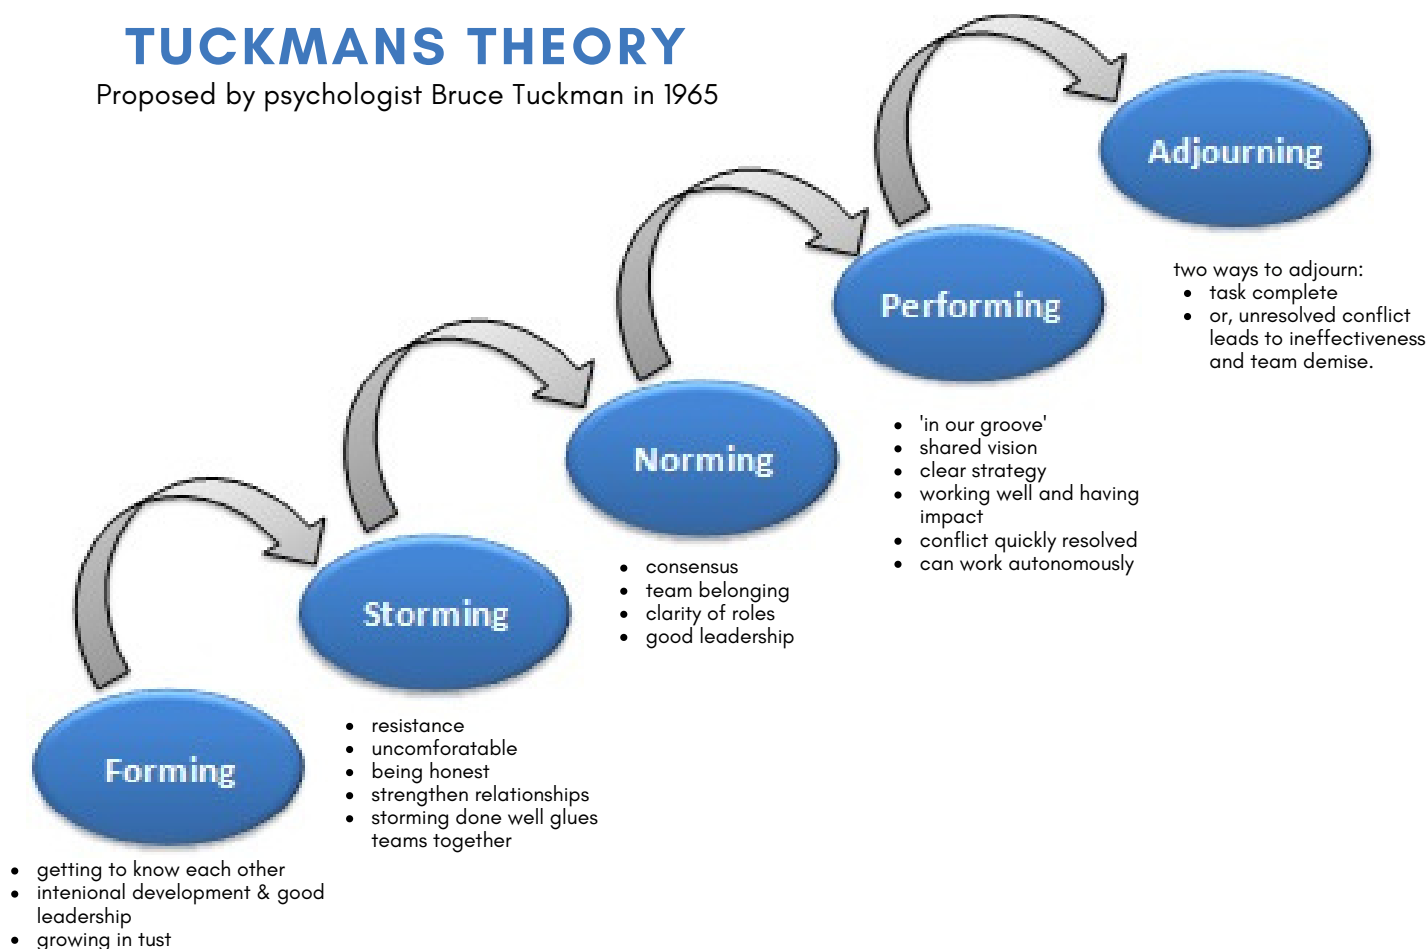 TUCKMANS THEORY
Proposed by psychologist Bruce Tuckman in 1965
Adjourning
two ways to adjourn:
• task complete
• or, unresolved conflict
leads to ineffectiveness
and team demise.
Performing
• 'in our groove'
• shared vision
• clear strategy
• working well and having
impact
• conflict quickly resolved
• can work autonomously
Norming
• consensus
• team belonging
• clarity of roles
• good leadership
Storming
• resistance
• uncomforatable
• being honest
• strengthen relationships
• storming done well glues
teams together
Forming
• getting to know each other
• intenional development & good
leadership
• growing in tust